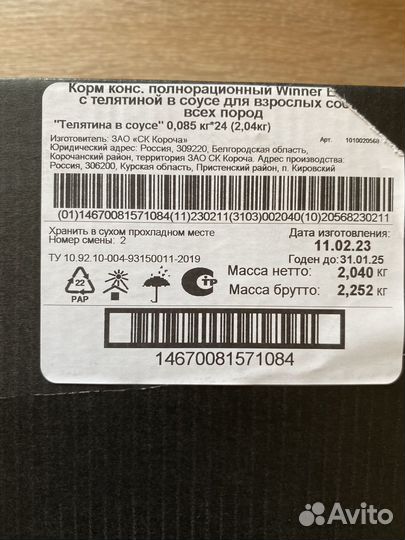 Корм конс. полнорационный Winner
с телятиной в соусе для взрослых
всех пород
"Телятина в соусе" 0,085 кг*24 (2,04кг)
Изготовитель: ЗАО «СК Короча» Арт. 1010020568
Юридический адрес: Россия, 309220, Белгородская область,
Корочанский район, территория ЗАО СК Короча. Адрес производства:
Россия, 306200, Курская область, Пристенский район, п. Кировский
(01)14670081571084(11)230211(3103)002040(10)20568230211
Хранить в сухом прохладном месте
Номер смены: 2
Дата изготовления:
11.02.23
ТУ 10.92.10-004-93150011-2019
Годен до: 31.01.25
Масса нетто: 2,040 кг
Масса брутто: 2,252 кг
22
PAP
СТР
14670081571084
Avito